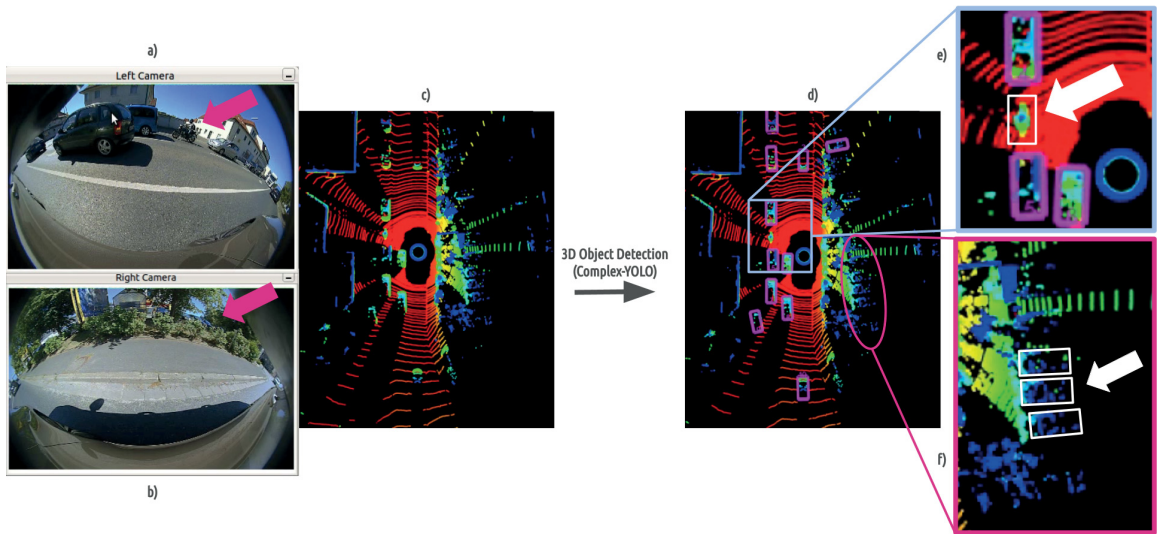 a)
Left Camera
c)
d)
e)
3D Object Detection
(Complex-YOLO)
Right Camera
f)
b)